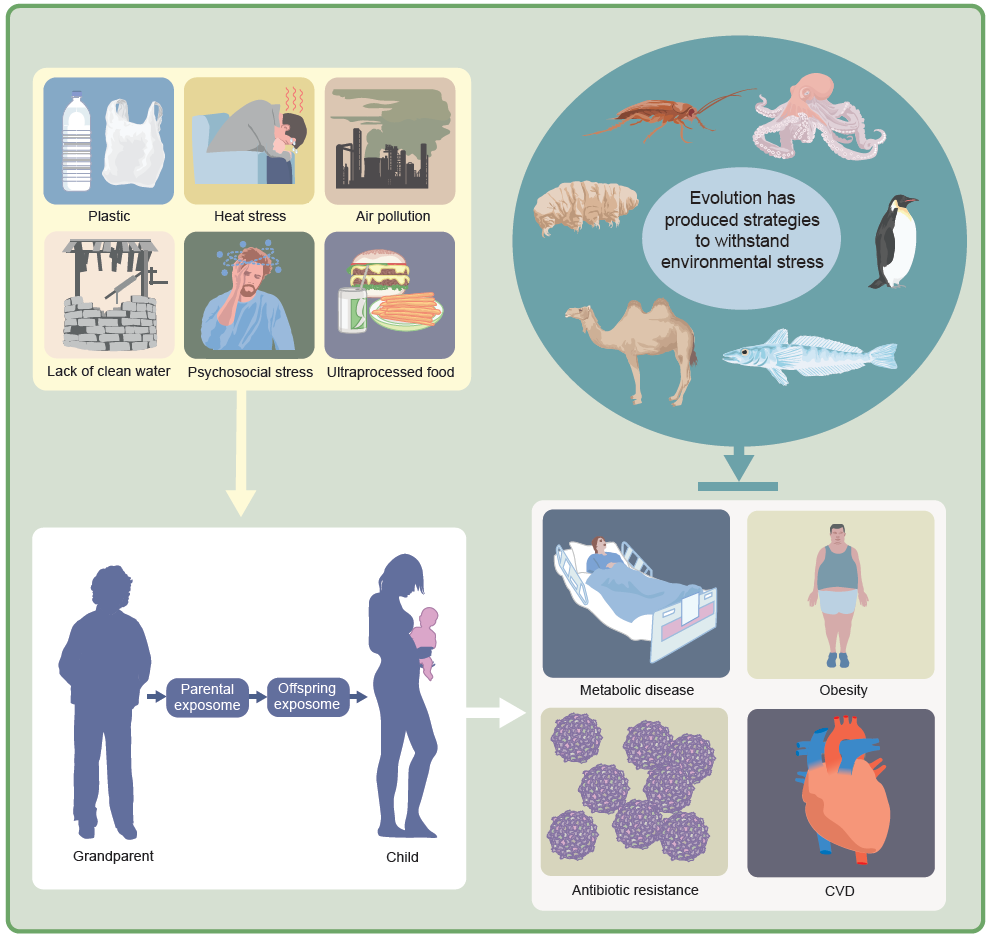 Plastic
Heat stress
Air pollution
Lack of clean water
Psychosocial stress
Ultraprocessed food
Evolution has
produced strategies
to withstand
environmental stress
Parental
exposome
Offspring
exposome
Grandparent
Child
Metabolic disease
Obesity
Antibiotic resistance
CVD